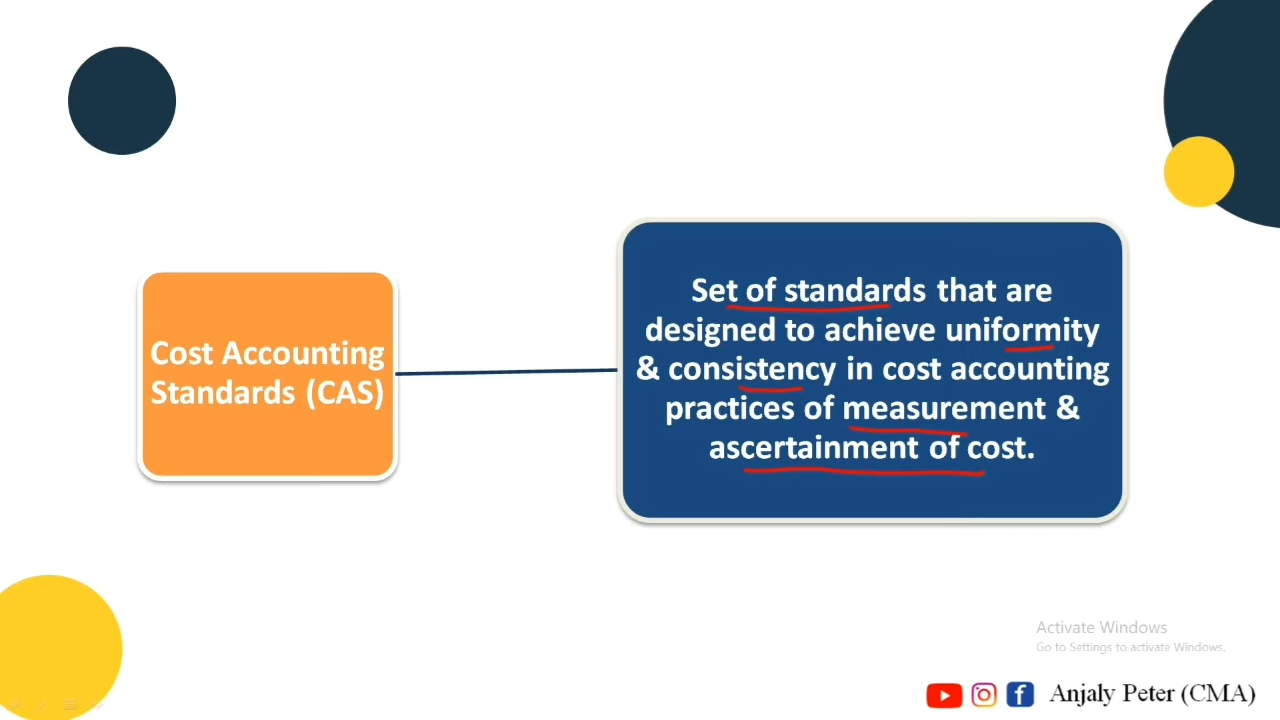 Cost Accounting
Standards (CAS)
Set of standards that are
designed to achieve uniformity
& consistency in cost accounting
practices of measurement &
ascertainment of cost.
Activate Windows
Go to Settings to activate Windows.
Anjaly Peter (CMA)